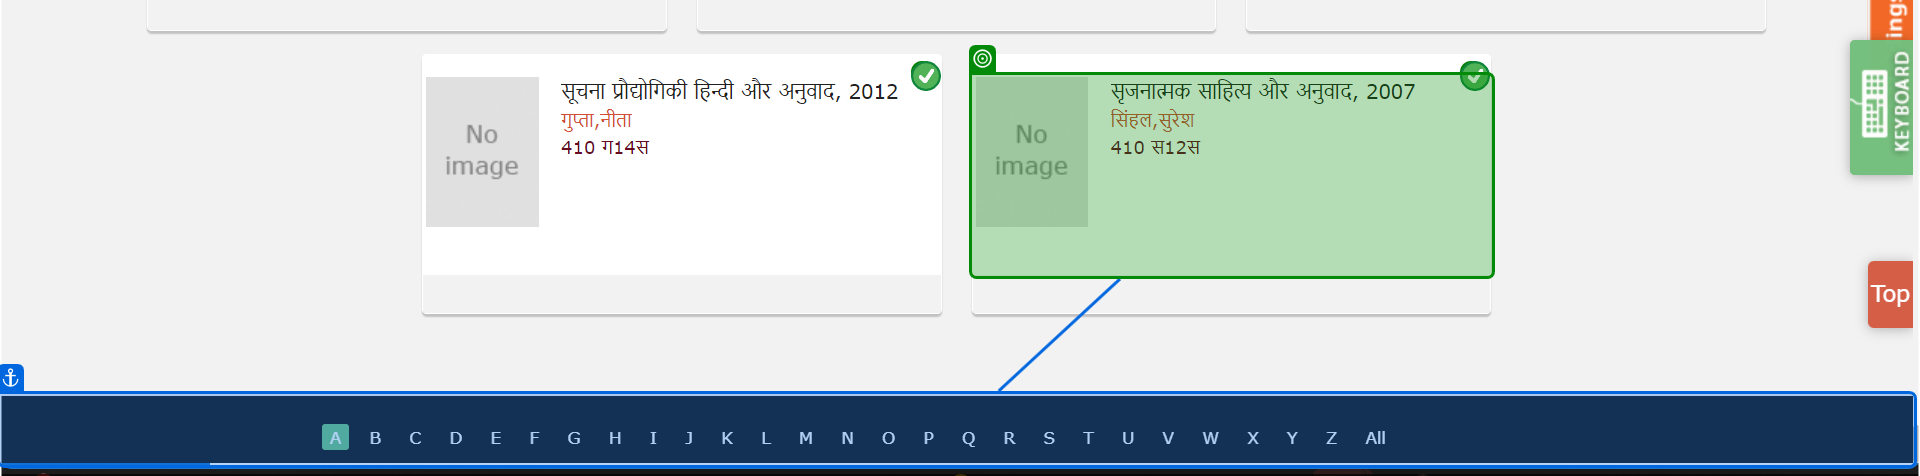 सूचना प्रौद्योगिकी हिन्दी और अनुवाद, 2012
गुप्ता,नीता
410 ग14स
No
image
सृजनात्मक साहित्य और अनुवाद, 2007
सिंहल,सुरेश
410 स12स
No
image
ings
KEYBOARD
Top
A B C D E F G H I J K L M N O P Q R S T U V W X Y Z All